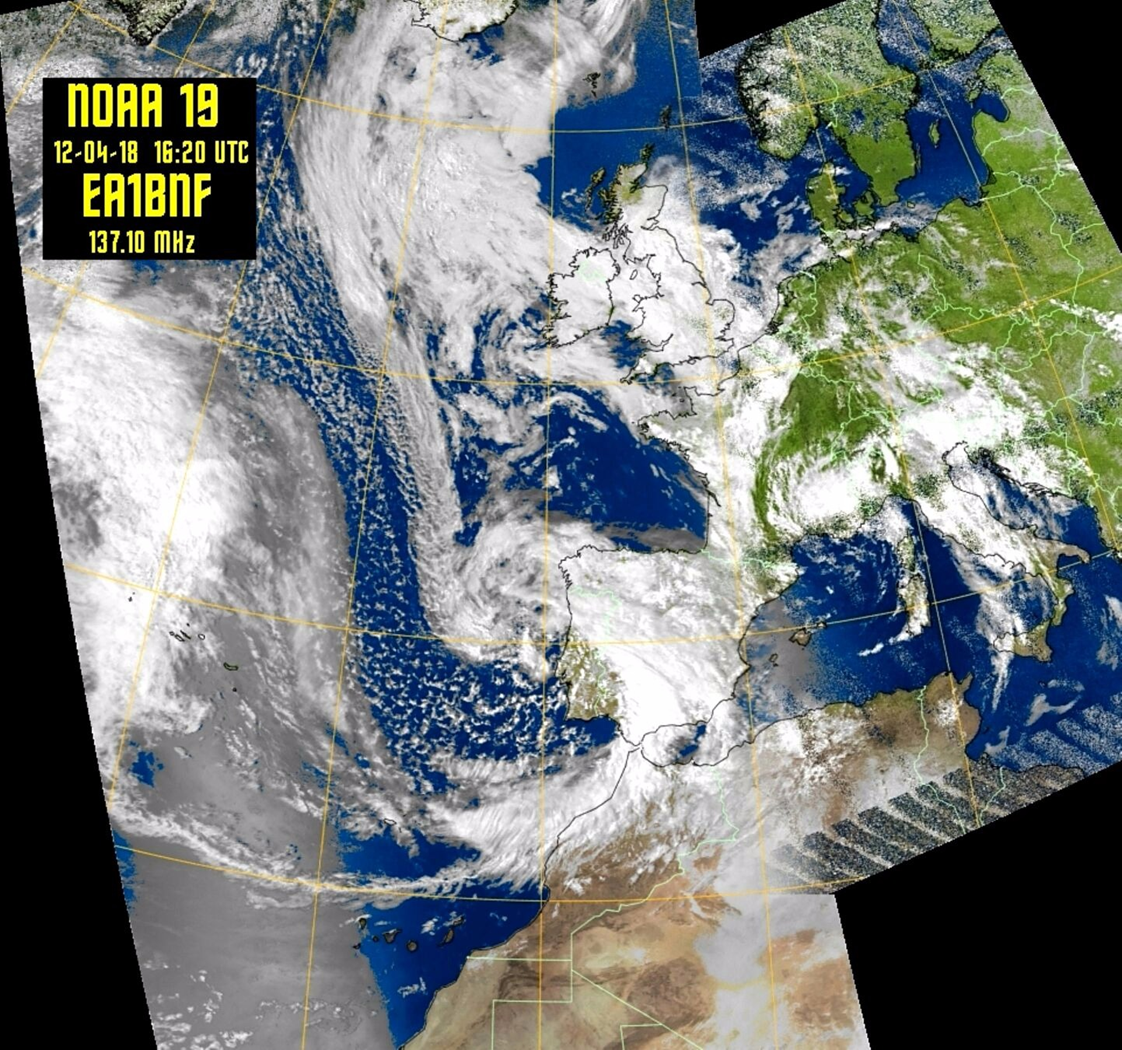 NOAA 19
12-04-18 16:20 UTC
EA1BNF
137.10 MHz